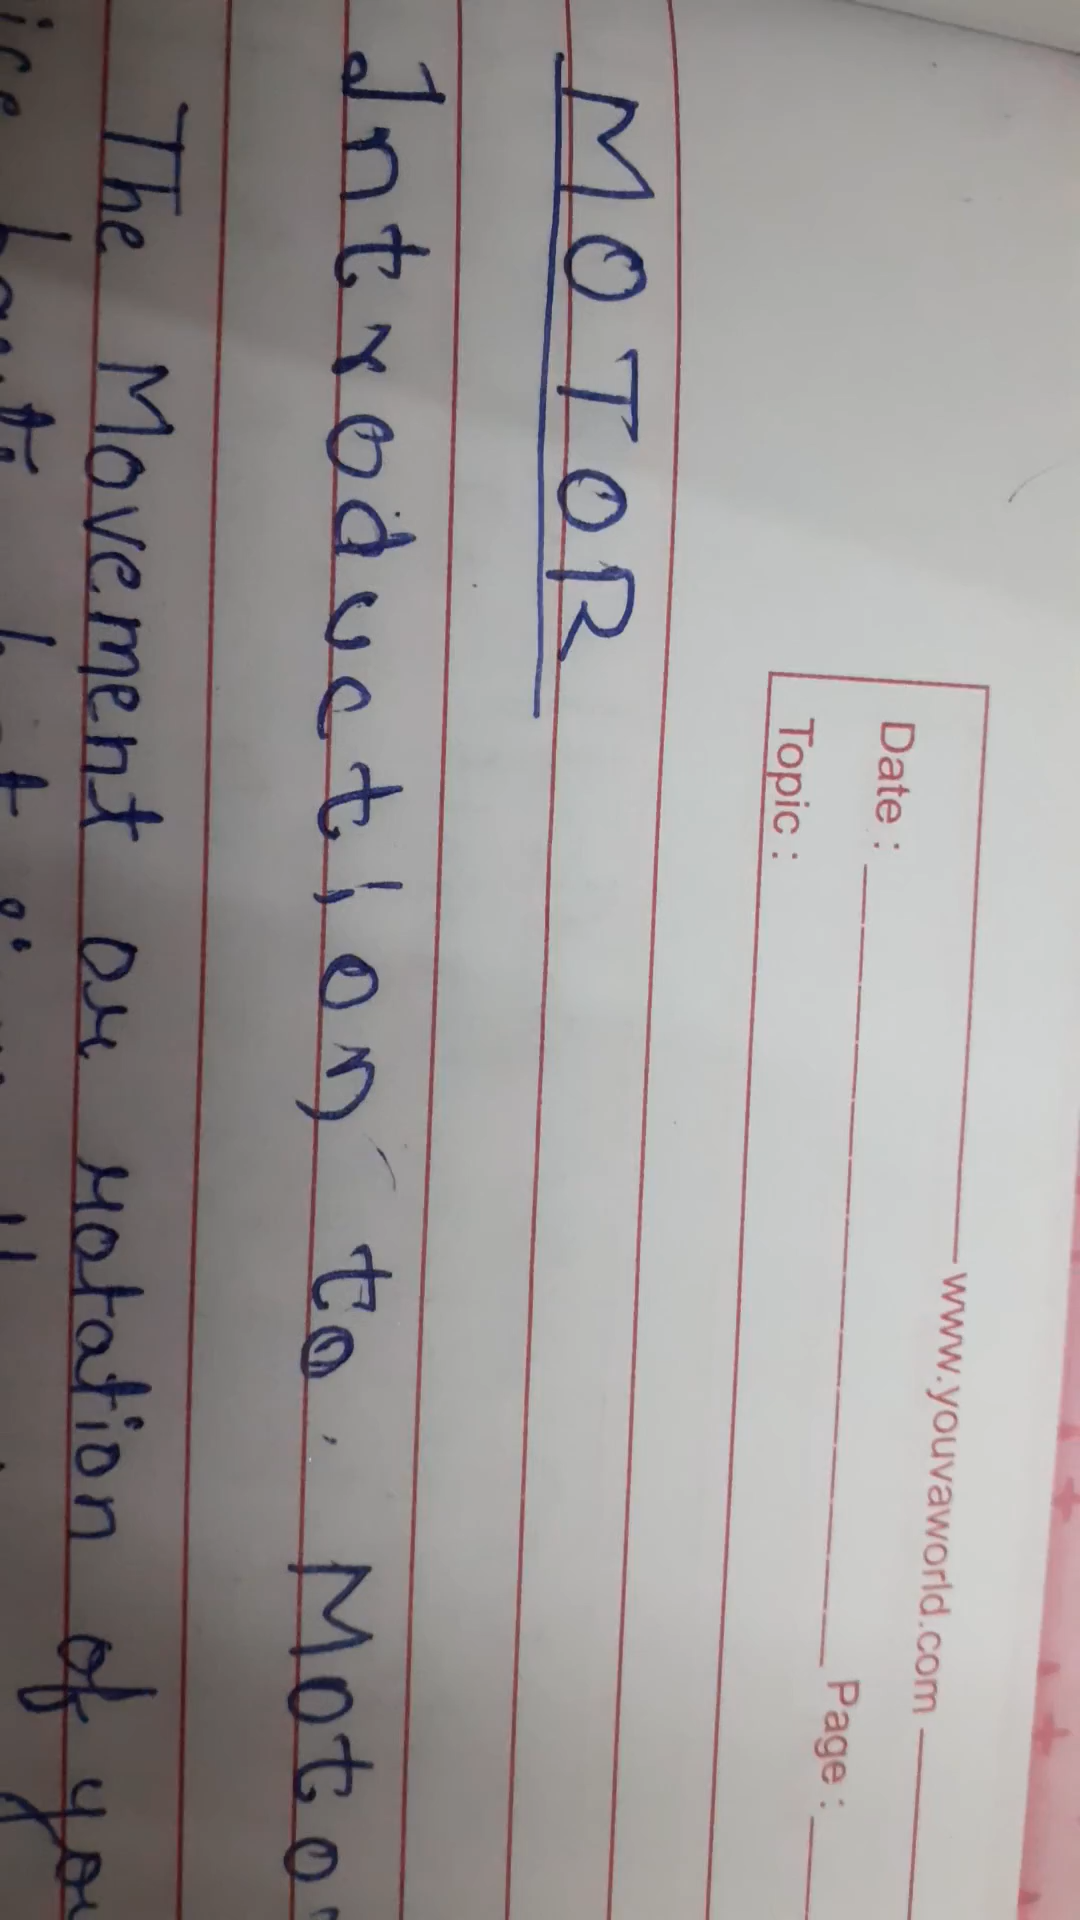 www.youvaworld.com
Date : Page :
Topic :
MOTOR
Introduction to Moto
The Movement or rotation of